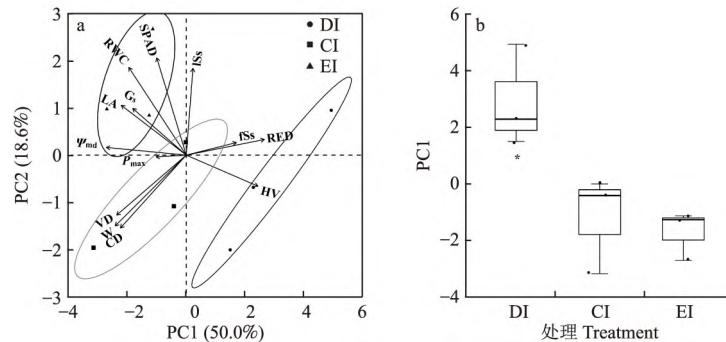 a
DI
CI
EI
SPAD
RWC
lSs
LA
Gs
Ψmd
Pmax
fSs
RED
HV
VD
W
CD
3
2
1
0
−1
−2
−3
PC2 (18.6%)
−4 −2 0 2 4 6
PC1 (50.0%)
b
6
4
2
0
−2
−4
PC1
*
DI CI EI
处理 Treatment